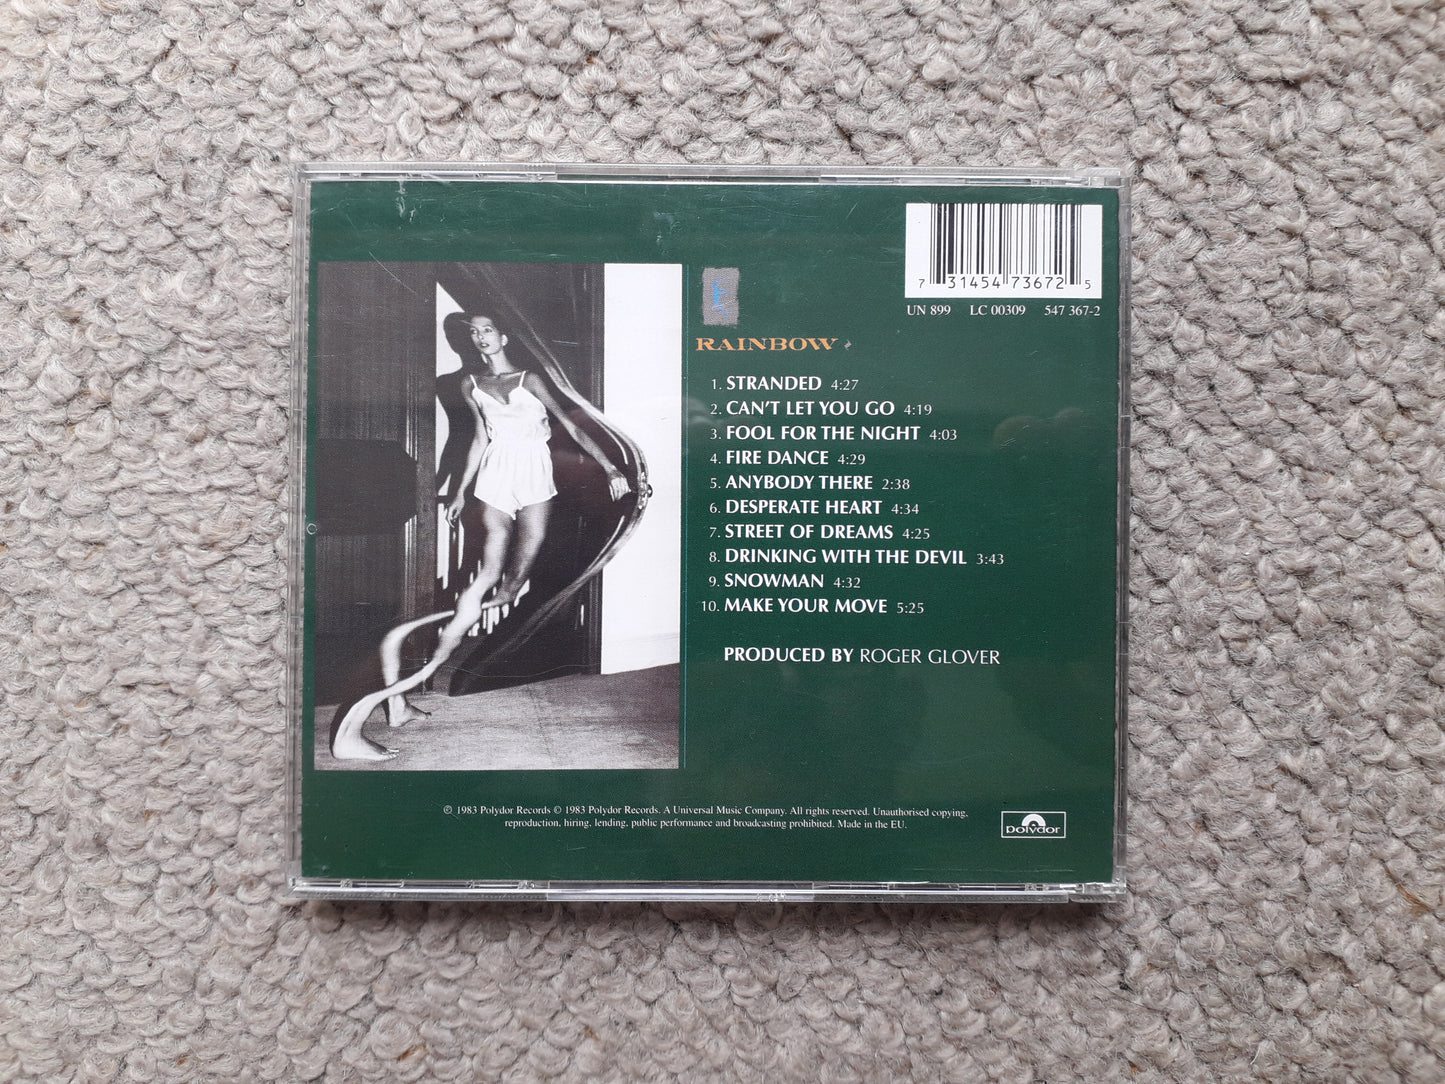 7 31454 73672 5
UN 899 LC 00309 547 367-2
RAINBOW
1. STRANDED 4:27
2. CAN'T LET YOU GO 4:19
3. FOOL FOR THE NIGHT 4:03
4. FIRE DANCE 4:29
5. ANYBODY THERE 2:38
6. DESPERATE HEART 4:34
7. STREET OF DREAMS 4:25
8. DRINKING WITH THE DEVIL 3:43
9. SNOWMAN 4:32
10. MAKE YOUR MOVE 5:25
PRODUCED BY ROGER GLOVER
℗ 1983 Polydor Records © 1983 Polydor Records. A Universal Music Company. All rights reserved. Unauthorised copying,
reproduction, hiring, lending, public performance and broadcasting prohibited. Made in the EU.
polydor